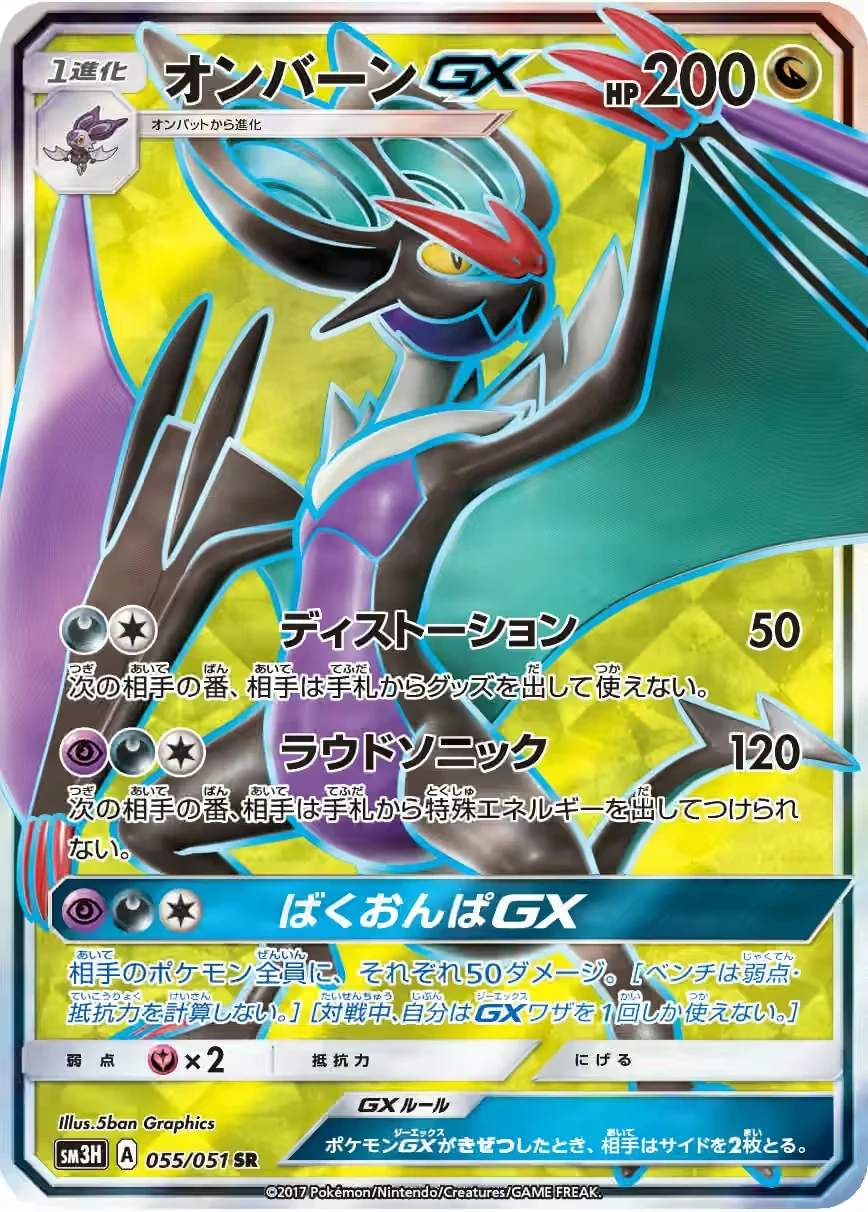 1進化 オンバーンGX HP200
オンバットから進化
ディストーション 50
次の相手の番、相手は手札からグッズを出して使えない。
ラウドソニック 120
次の相手の番、相手は手札から特殊エネルギーを出してつけられ
ない。
ばくおんぱGX
相手のポケモン全員に、それぞれ50ダメージ。[ベンチは弱点・
抵抗力を計算しない。] [対戦中、自分はGXワザを1回しか使えない。]
弱点 ×2 抵抗力 にげる
GXルール
ポケモンGXがきぜつしたとき、相手はサイドを2枚とる。
Illus.5ban Graphics
SM3H A 055/051 SR
©2017 Pokémon/Nintendo/Creatures/GAME FREAK.